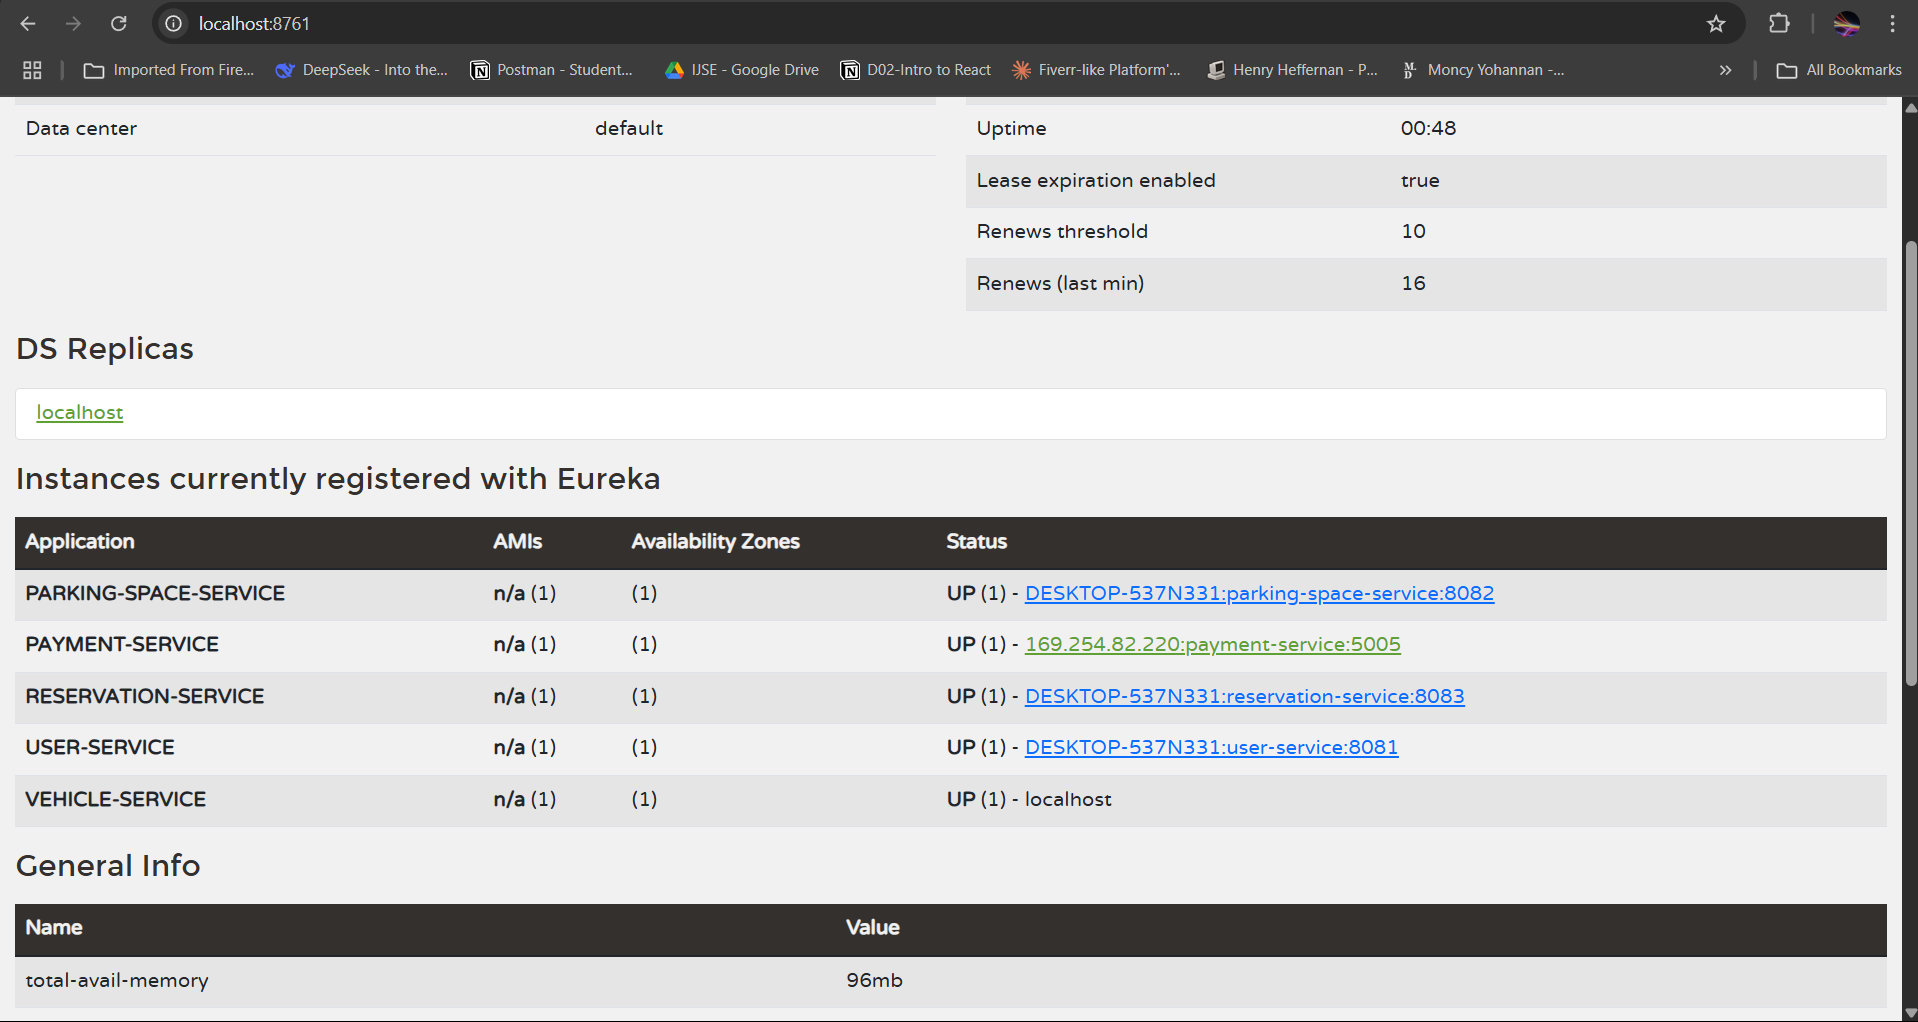 localhost:8761
Imported From Fire... DeepSeek - Into the... Postman - Student... IJSE - Google Drive D02-Intro to React Fiverr-like Platform'... Henry Heffernan - P... Moncy Yohannan -... All Bookmarks
Data center default
Uptime 00:48
Lease expiration enabled true
Renews threshold 10
Renews (last min) 16
DS Replicas
localhost
Instances currently registered with Eureka
Application AMIs Availability Zones Status
PARKING-SPACE-SERVICE n/a (1) (1) UP (1) - DESKTOP-537N331:parking-space-service:8082
PAYMENT-SERVICE n/a (1) (1) UP (1) - 169.254.82.220:payment-service:5005
RESERVATION-SERVICE n/a (1) (1) UP (1) - DESKTOP-537N331:reservation-service:8083
USER-SERVICE n/a (1) (1) UP (1) - DESKTOP-537N331:user-service:8081
VEHICLE-SERVICE n/a (1) (1) UP (1) - localhost
General Info
Name Value
total-avail-memory 96mb